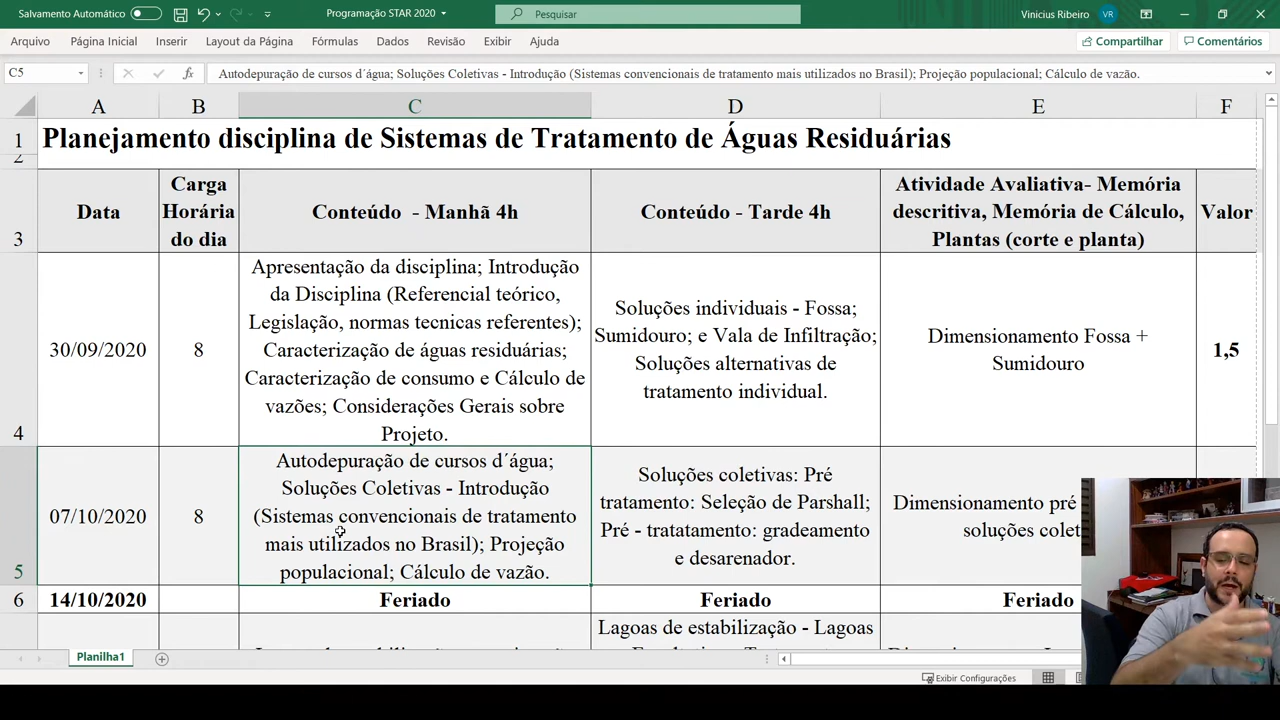 Salvamento Automático
Programação STAR 2020
Pesquisar
Vinicius Ribeiro
VR
Arquivo
Página Inicial
Inserir
Layout da Página
Fórmulas
Dados
Revisão
Exibir
Ajuda
Compartilhar
Comentários
C5
fx
Autodepuração de cursos d´água; Soluções Coletivas - Introdução (Sistemas convencionais de tratamento mais utilizados no Brasil); Projeção populacional; Cálculo de vazão.
A
B
C
D
E
F
1
Planejamento disciplina de Sistemas de Tratamento de Águas Residuárias
2
3
Data
Carga
Horária
do dia
Conteúdo - Manhã 4h
Conteúdo - Tarde 4h
Atividade Avaliativa- Memória
descritiva, Memória de Cálculo,
Plantas (corte e planta)
Valor
4
30/09/2020
8
Apresentação da disciplina; Introdução
da Disciplina (Referencial teórico,
Legislação, normas tecnicas referentes);
Caracterização de águas residuárias;
Caracterização de consumo e Cálculo de
vazões; Considerações Gerais sobre
Projeto.
Soluções individuais - Fossa;
Sumidouro; e Vala de Infiltração;
Soluções alternativas de
tratamento individual.
Dimensionamento Fossa +
Sumidouro
1,5
5
07/10/2020
8
Autodepuração de cursos d´água;
Soluções Coletivas - Introdução
(Sistemas convencionais de tratamento
mais utilizados no Brasil); Projeção
populacional; Cálculo de vazão.
Soluções coletivas: Pré
tratamento: Seleção de Parshall;
Pré - tratatamento: gradeamento
e desarenador.
Dimensionamento pré
soluções colet
6
14/10/2020
Feriado
Feriado
Feriado
Lagoas de estabilização - Lagoas
Planilha1
Exibir Configurações